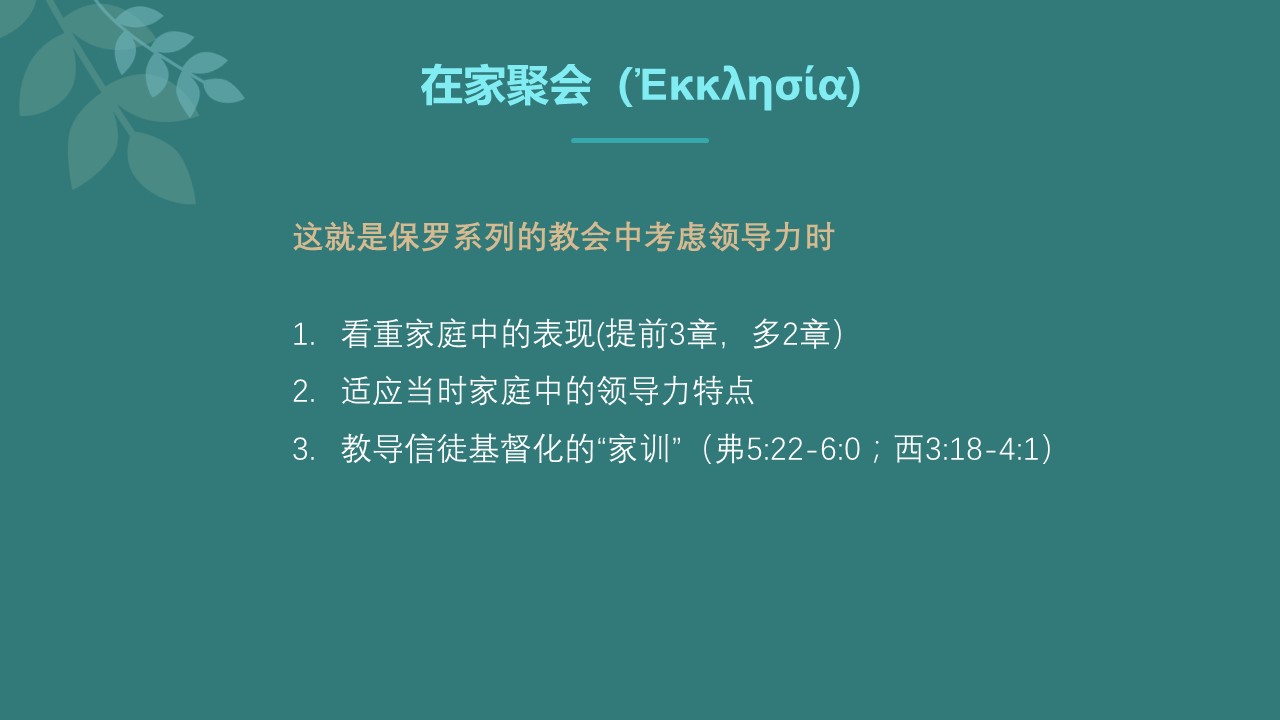 在家聚会（Ἐκκλησία)
这就是保罗系列的教会中考虑领导力时
1. 看重家庭中的表现(提前3章，多2章）
2. 适应当时家庭中的领导力特点
3. 教导信徒基督化的“家训”（弗5:22-6:0；西3:18-4:1）